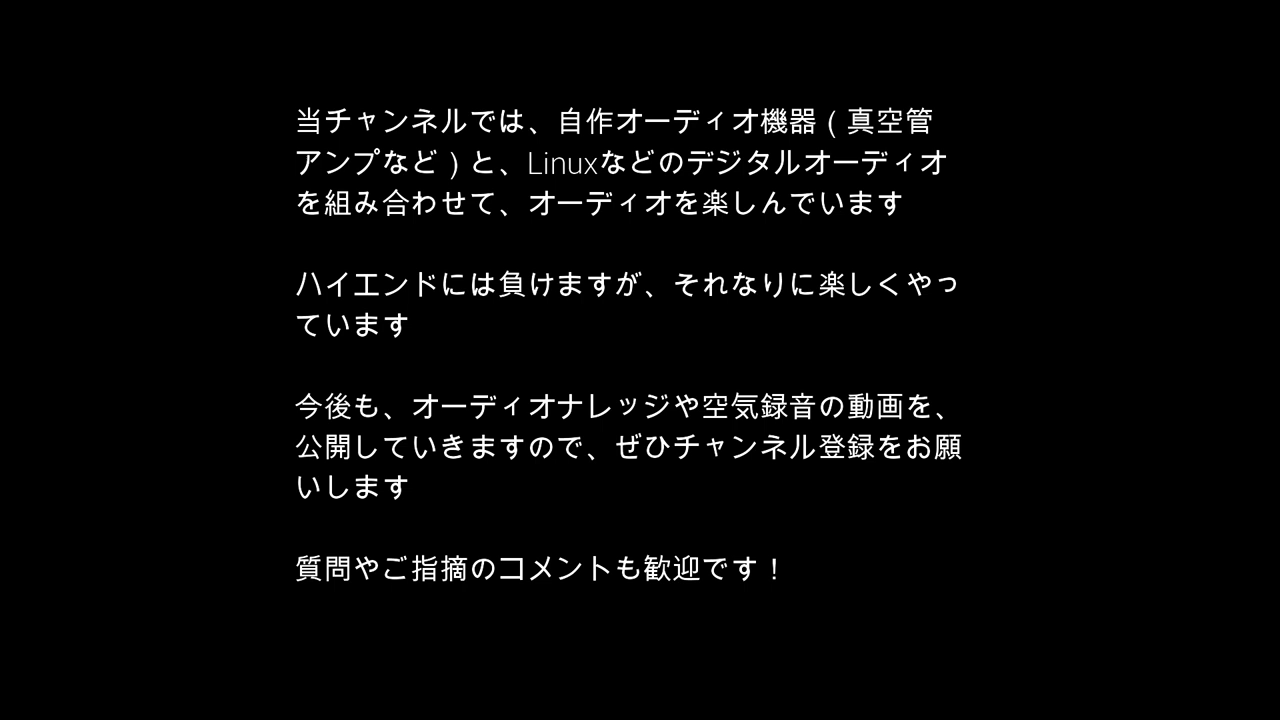 当チャンネルでは、自作オーディオ機器（真空管
アンプなど）と、Linuxなどのデジタルオーディオ
を組み合わせて、オーディオを楽しんでいます
ハイエンドには負けますが、それなりに楽しくやっ
ています
今後も、オーディオナレッジや空気録音の動画を、
公開していきますので、ぜひチャンネル登録をお願
いします
質問やご指摘のコメントも歓迎です！